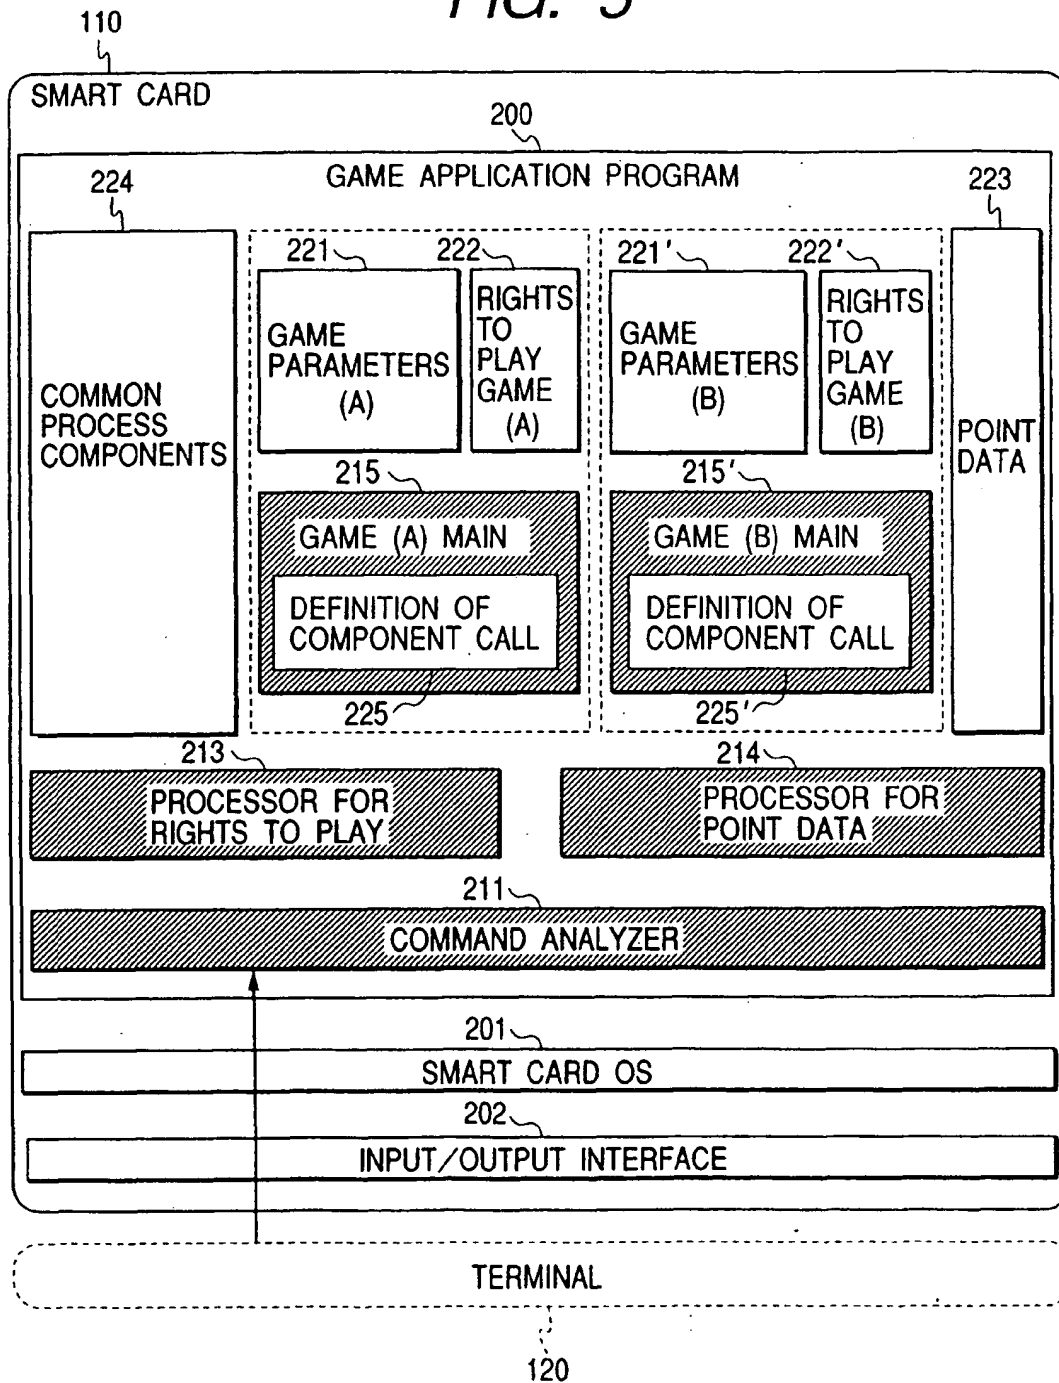 FIG. 5
110
SMART CARD
200
GAME APPLICATION PROGRAM
224
223
221
222
221'
222'
COMMON
PROCESS
COMPONENTS
GAME
PARAMETERS
(A)
RIGHTS
TO
PLAY
GAME
(A)
GAME
PARAMETERS
(B)
RIGHTS
TO
PLAY
GAME
(B)
POINT
DATA
215
GAME (A) MAIN
DEFINITION OF
COMPONENT CALL
225
215'
GAME (B) MAIN
DEFINITION OF
COMPONENT CALL
225'
213
PROCESSOR FOR
RIGHTS TO PLAY
214
PROCESSOR FOR
POINT DATA
211
COMMAND ANALYZER
201
SMART CARD OS
202
INPUT/OUTPUT INTERFACE
TERMINAL
120